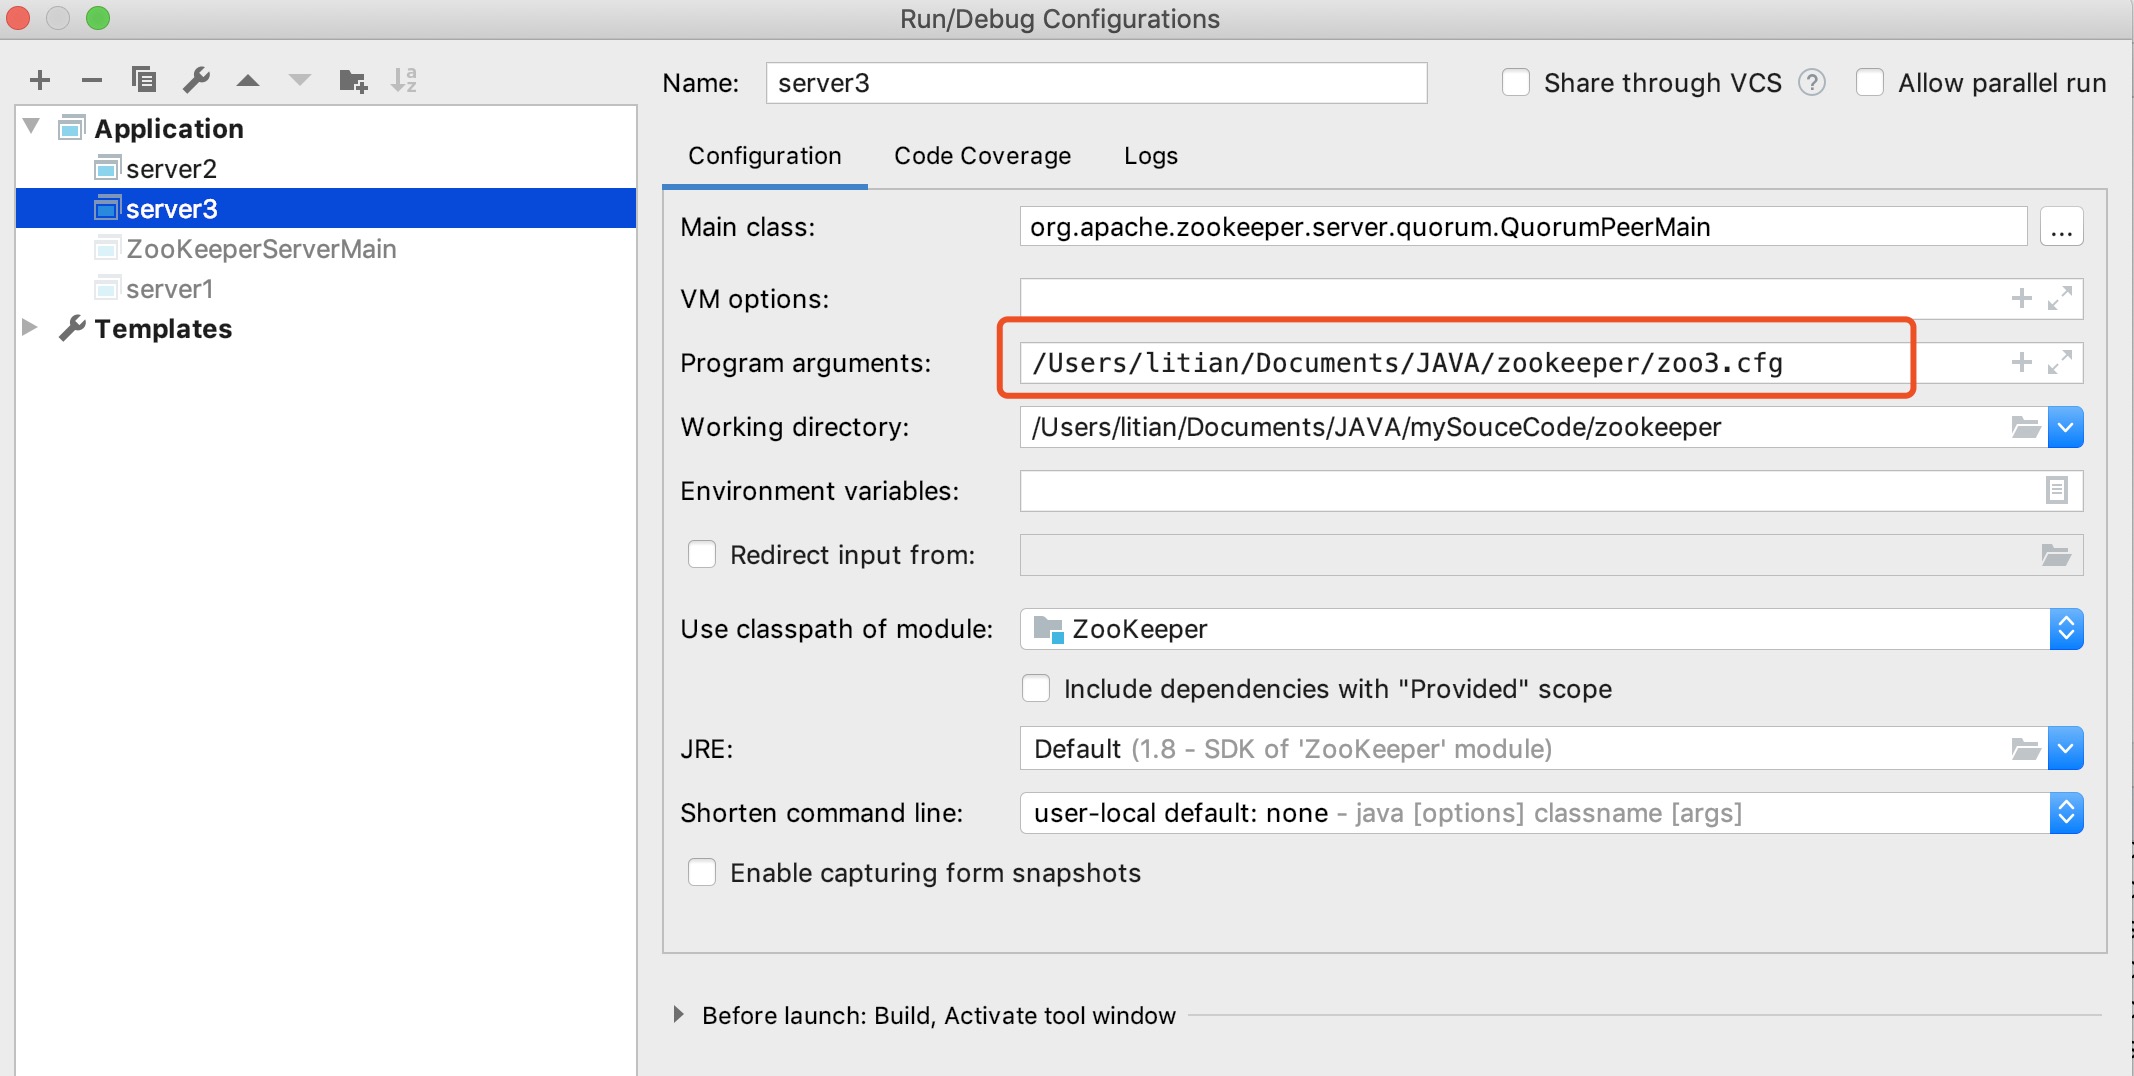 Run/Debug Configurations
Name: server3 Share through VCS ? Allow parallel run
Application
server2
server3
ZooKeeperServerMain
server1
Templates
Configuration Code Coverage Logs
Main class: org.apache.zookeeper.server.quorum.QuorumPeerMain ...
VM options:
Program arguments: /Users/litian/Documents/JAVA/zookeeper/zoo3.cfg
Working directory: /Users/litian/Documents/JAVA/mySouceCode/zookeeper
Environment variables:
Redirect input from:
Use classpath of module: ZooKeeper
Include dependencies with "Provided" scope
JRE: Default (1.8 - SDK of 'ZooKeeper' module)
Shorten command line: user-local default: none - java [options] classname [args]
Enable capturing form snapshots
Before launch: Build, Activate tool window